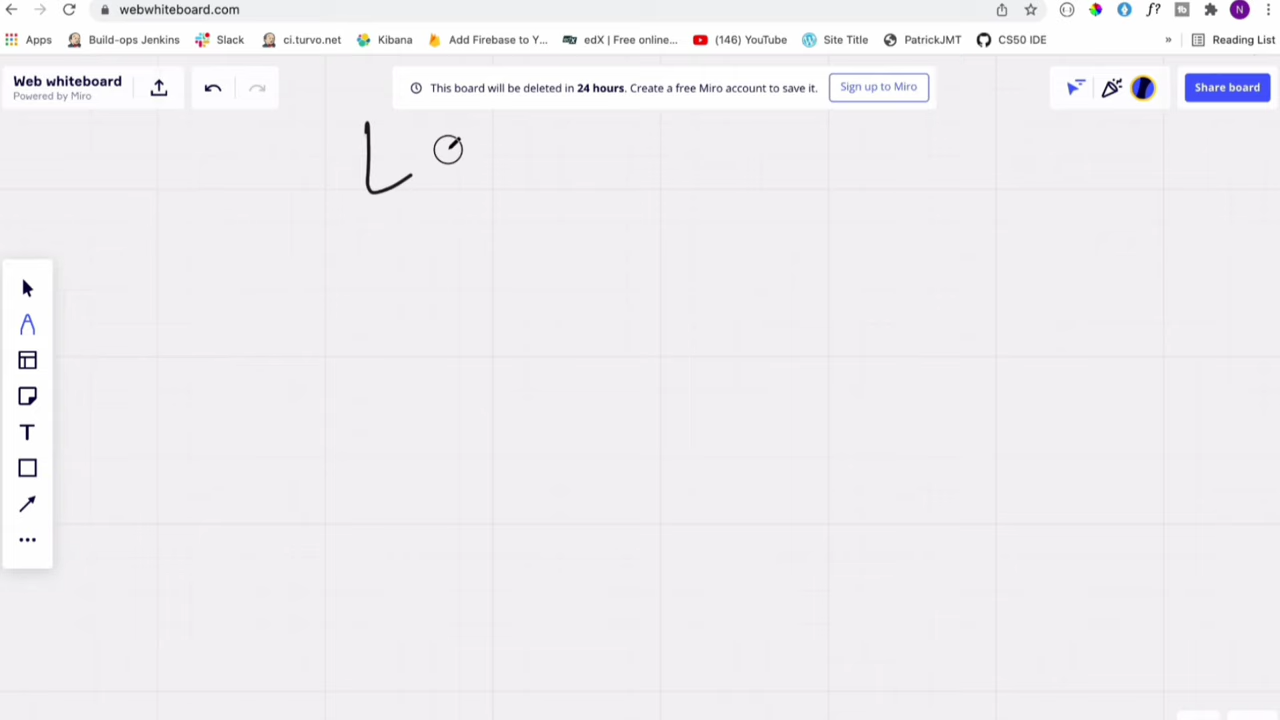 webwhiteboard.com
Apps Build-ops Jenkins Slack ci.turvo.net Kibana Add Firebase to Y... edX | Free online... (146) YouTube Site Title PatrickJMT CS50 IDE » Reading List
Web whiteboard
Powered by Miro
This board will be deleted in 24 hours. Create a free Miro account to save it.
Sign up to Miro
Share board
L